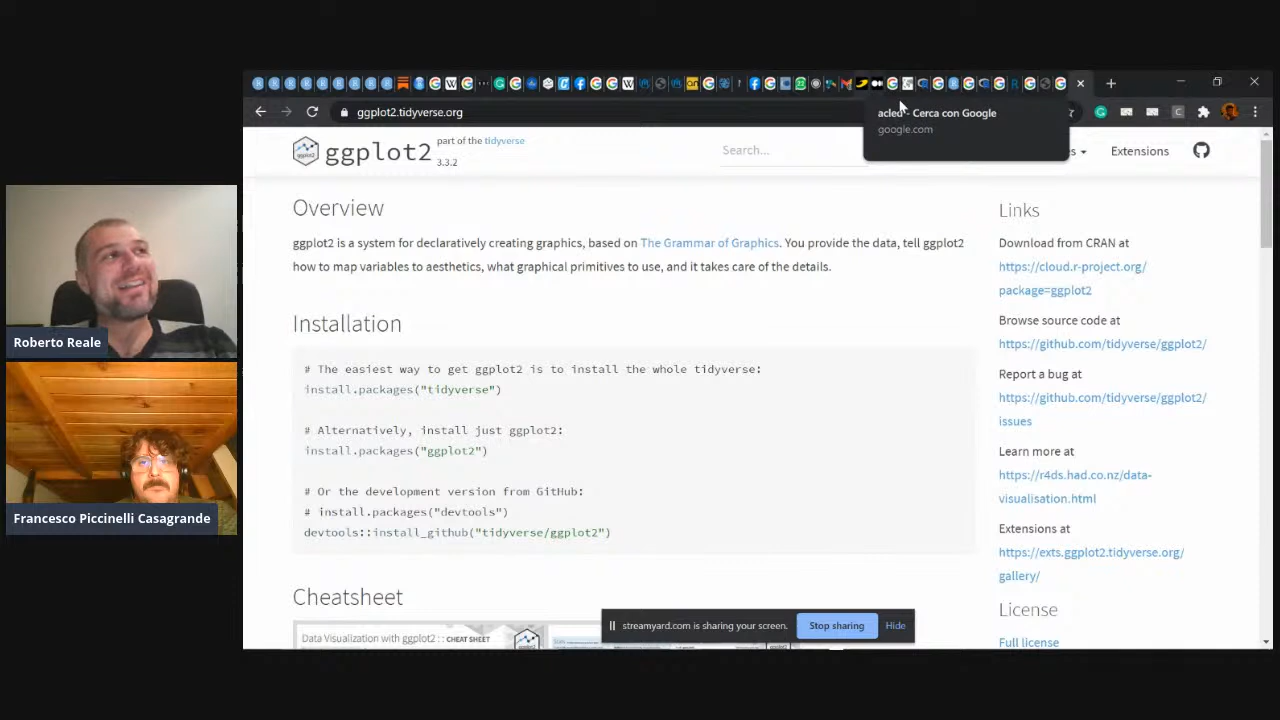 ggplot2.tidyverse.org
acled - Cerca con Google
google.com
ggplot2
part of the tidyverse
3.3.2
Search...
s
Extensions
Overview
ggplot2 is a system for declaratively creating graphics, based on The Grammar of Graphics. You provide the data, tell ggplot2
how to map variables to aesthetics, what graphical primitives to use, and it takes care of the details.
Installation
# The easiest way to get ggplot2 is to install the whole tidyverse:
install.packages("tidyverse")
# Alternatively, install just ggplot2:
install.packages("ggplot2")
# Or the development version from GitHub:
# install.packages("devtools")
devtools::install_github("tidyverse/ggplot2")
Cheatsheet
Data Visualization with ggplot2 :: CHEAT SHEET
Links
Download from CRAN at
https://cloud.r-project.org/
package=ggplot2
Browse source code at
https://github.com/tidyverse/ggplot2/
Report a bug at
https://github.com/tidyverse/ggplot2/
issues
Learn more at
https://r4ds.had.co.nz/data-
visualisation.html
Extensions at
https://exts.ggplot2.tidyverse.org/
gallery/
License
Full license
streamyard.com is sharing your screen.
Stop sharing
Hide
Roberto Reale
Francesco Piccinelli Casagrande